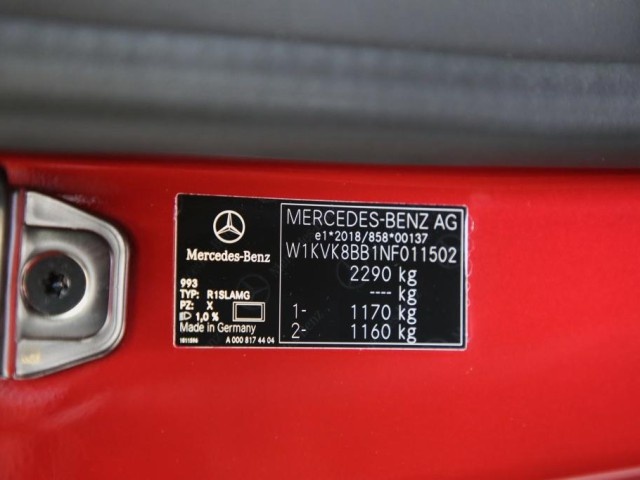 Mercedes-Benz
993
TYP: R1SLAMG
PZ: X
1,0 %
Made in Germany
A 000 817 44 04
MERCEDES-BENZ AG
e1*2018/858*00137
W1KVK8BB1NF011502
2290 kg
---- kg
1- 1170 kg
2- 1160 kg